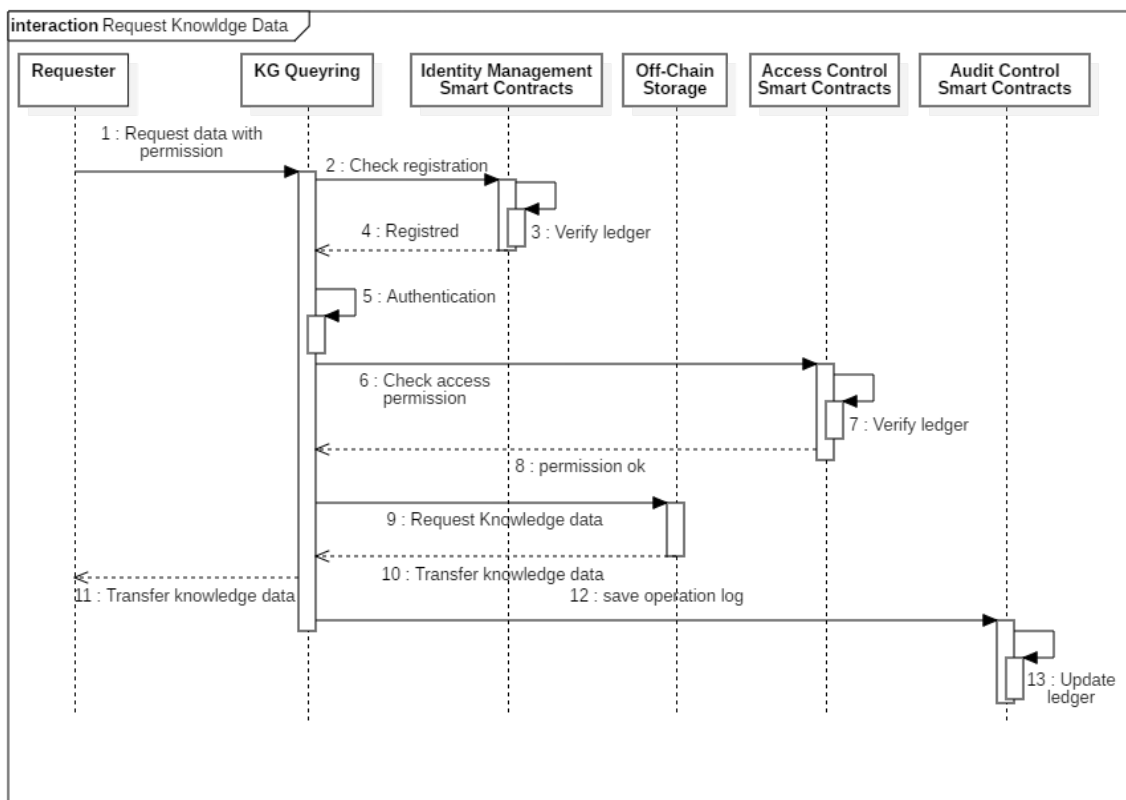 interaction Request Knowldge Data
Requester
KG Queyring
Identity Management
Smart Contracts
Off-Chain
Storage
Access Control
Smart Contracts
Audit Control
Smart Contracts
1 : Request data with
permission
2 : Check registration
3 : Verify ledger
4 : Registred
5 : Authentication
6 : Check access
permission
7 : Verify ledger
8 : permission ok
9 : Request Knowledge data
10 : Transfer knowledge data
11 : Transfer knowledge data
12 : save operation log
13 : Update
ledger